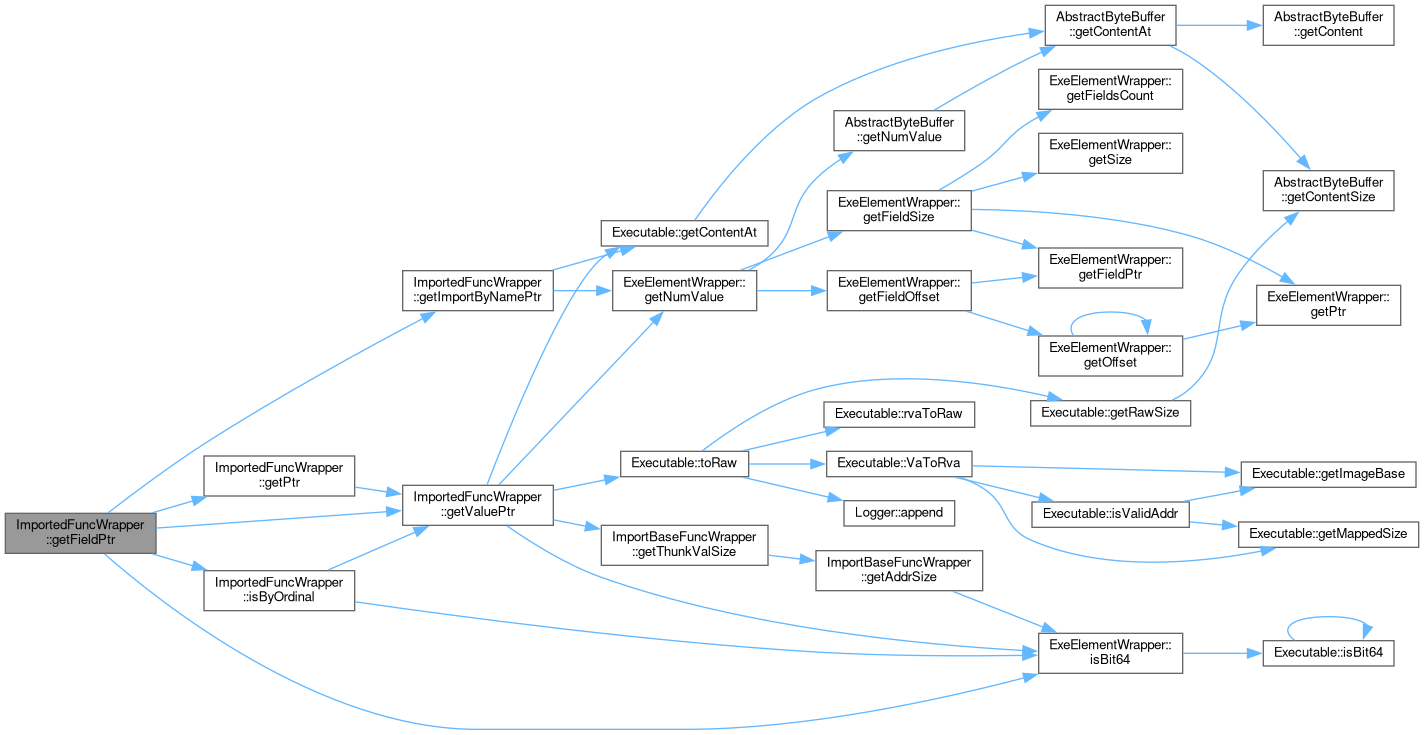 ImportedFuncWrapper
::getFieldPtr
ImportedFuncWrapper
::getImportByNamePtr
ImportedFuncWrapper
::getPtr
ImportedFuncWrapper
::isByOrdinal
ImportedFuncWrapper
::getValuePtr
Executable::getContentAt
ExeElementWrapper::
getNumValue
Executable::toRaw
ImportBaseFuncWrapper
::getThunkValSize
AbstractByteBuffer
::getNumValue
ExeElementWrapper::
getFieldSize
ExeElementWrapper::
getFieldOffset
Executable::rvaToRaw
Executable::VaToRva
Logger::append
ImportBaseFuncWrapper
::getAddrSize
AbstractByteBuffer
::getContentAt
ExeElementWrapper::
getFieldsCount
ExeElementWrapper::
getSize
ExeElementWrapper::
getFieldPtr
ExeElementWrapper::
getOffset
Executable::getRawSize
Executable::isValidAddr
ExeElementWrapper::
isBit64
AbstractByteBuffer
::getContent
AbstractByteBuffer
::getContentSize
ExeElementWrapper::
getPtr
Executable::getImageBase
Executable::getMappedSize
Executable::isBit64